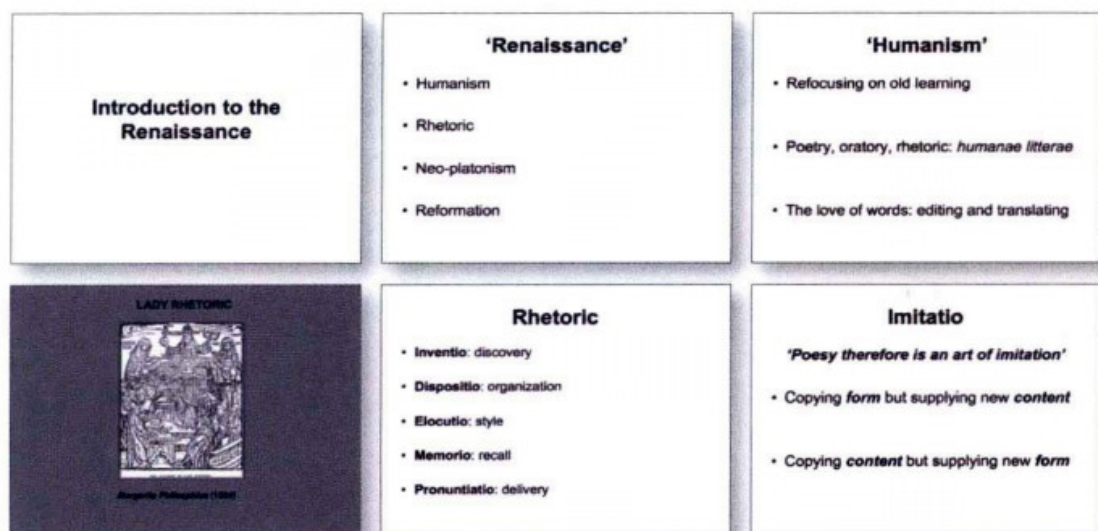 Introduction to the
Renaissance
‘Renaissance’
• Humanism
• Rhetoric
• Neo-platonism
• Reformation
‘Humanism’
• Refocusing on old learning
• Poetry, oratory, rhetoric: humanae litterae
• The love of words: editing and translating
LADY RHETORIC
Rhetoric
• Inventio: discovery
• Dispositio: organization
• Elocutio: style
• Memorio: recall
• Pronuntiatio: delivery
Imitatio
‘Poesy therefore is an art of imitation’
• Copying form but supplying new content
• Copying content but supplying new form